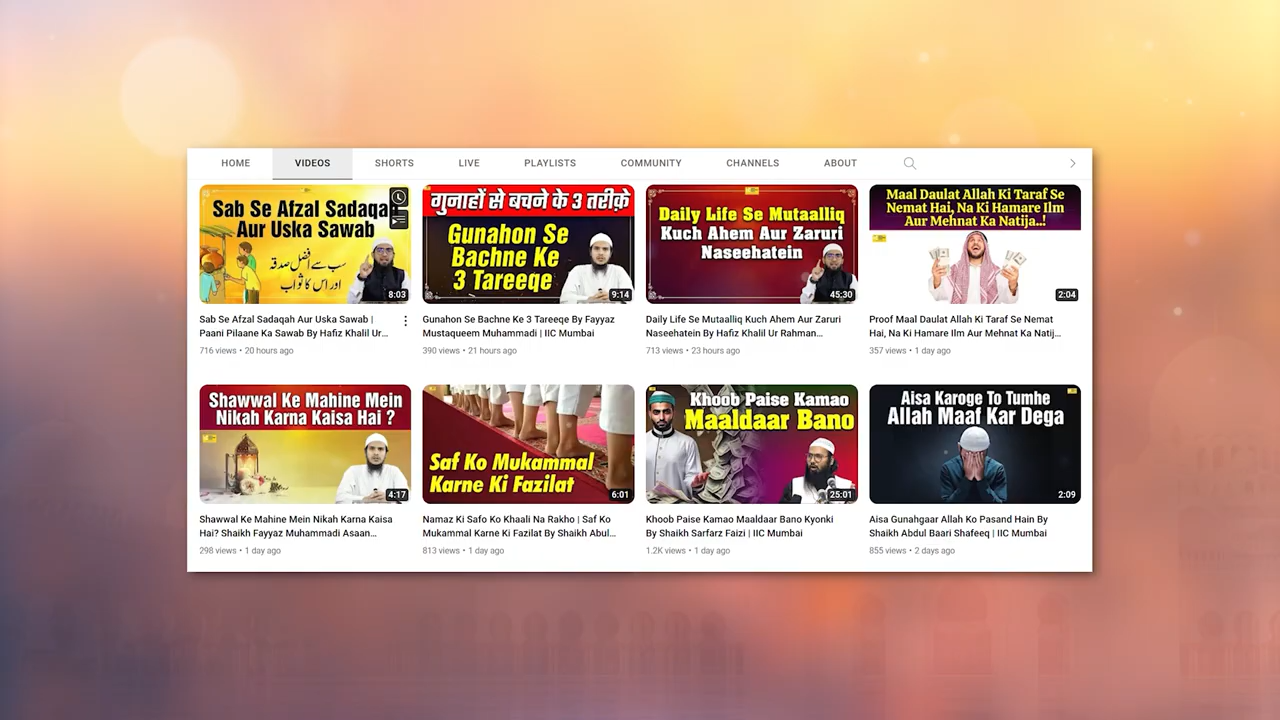 HOME VIDEOS SHORTS LIVE PLAYLISTS COMMUNITY CHANNELS ABOUT
Sab Se Afzal Sadaqa
Aur Uska Sawab
سب سے افضل صدقہ
اور اس کا ثواب
8:03
Sab Se Afzal Sadaqah Aur Uska Sawab |
Paani Pilaane Ka Sawab By Hafiz Khalil Ur...
716 views • 20 hours ago
गुनाहों से बचने के 3 तरीक़े
Gunahon Se
Bachne Ke
3 Tareeqe
9:14
Gunahon Se Bachne Ke 3 Tareeqe By Fayyaz
Mustaqueem Muhammadi | IIC Mumbai
390 views • 21 hours ago
Daily Life Se Mutaalliq
Kuch Ahem Aur Zaruri
Naseehatein
45:30
Daily Life Se Mutaalliq Kuch Ahem Aur Zaruri
Naseehatein By Hafiz Khalil Ur Rahman...
713 views • 23 hours ago
Maal Daulat Allah Ki Taraf Se
Nemat Hai, Na Ki Hamare Ilm
Aur Mehnat Ka Natija..!
2:04
Proof Maal Daulat Allah Ki Taraf Se Nemat
Hai, Na Ki Hamare Ilm Aur Mehnat Ka Natij...
357 views • 1 day ago
Shawwal Ke Mahine Mein
Nikah Karna Kaisa Hai ?
4:17
Shawwal Ke Mahine Mein Nikah Karna Kaisa
Hai? Shaikh Fayyaz Muhammadi Asaan...
298 views • 1 day ago
Saf Ko Mukammal
Karne Ki Fazilat
6:01
Namaz Ki Safo Ko Khaali Na Rakho | Saf Ko
Mukammal Karne Ki Fazilat By Shaikh Abul...
813 views • 1 day ago
Khoob Paise Kamao
Maaldaar Bano
25:01
Khoob Paise Kamao Maaldaar Bano Kyonki
By Shaikh Sarfarz Faizi | IIC Mumbai
1.2K views • 1 day ago
Aisa Karoge To Tumhe
Allah Maaf Kar Dega
2:09
Aisa Gunahgaar Allah Ko Pasand Hain By
Shaikh Abdul Baari Shafeeq | IIC Mumbai
855 views • 2 days ago